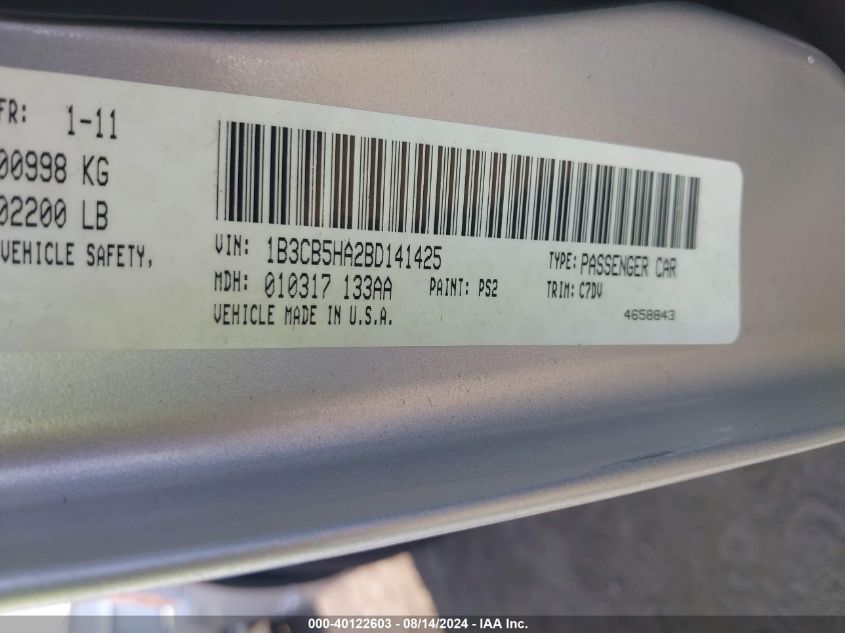 FR: 1-11
00998 KG
02200 LB
VEHICLE SAFETY,
VIN: 1B3CB5HA2BD141425
TYPE: PASSENGER CAR
MDH: 010317 133AA
PAINT: PS2
TRIM: C7DV
VEHICLE MADE IN U.S.A.
4658843
000-40122603 - 08/14/2024 - IAA Inc.